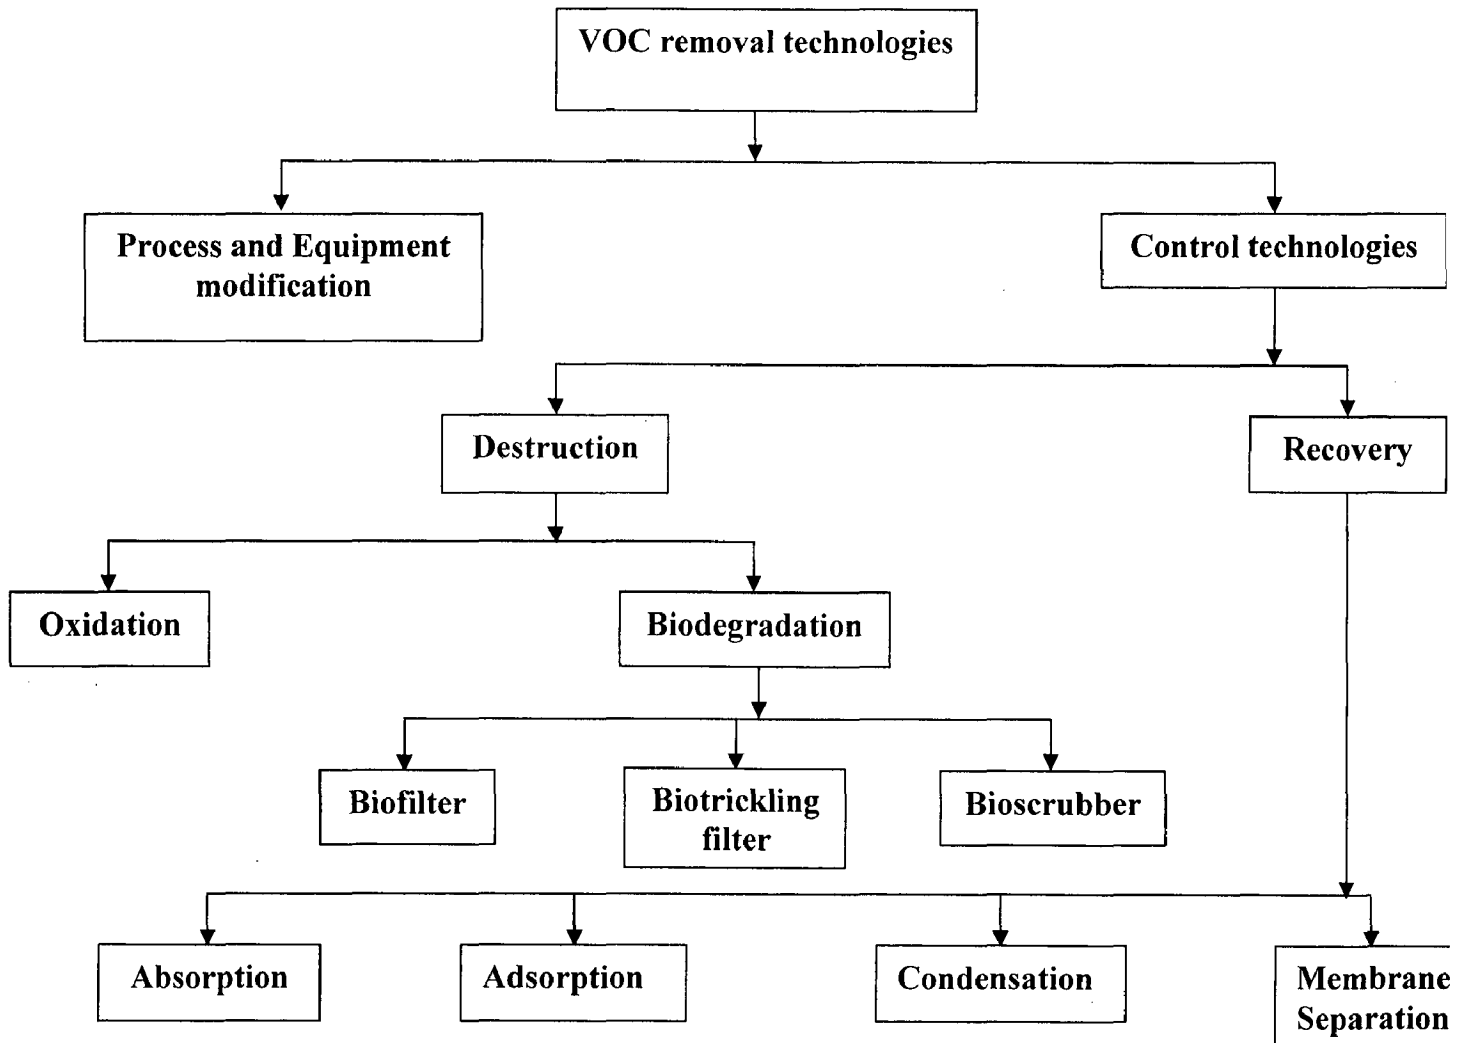 VOC removal technologies
Process and Equipment
modification
Control technologies
Destruction
Recovery
Oxidation
Biodegradation
Biofilter
Biotrickling
filter
Bioscrubber
Absorption
Adsorption
Condensation
Membrane
Separation